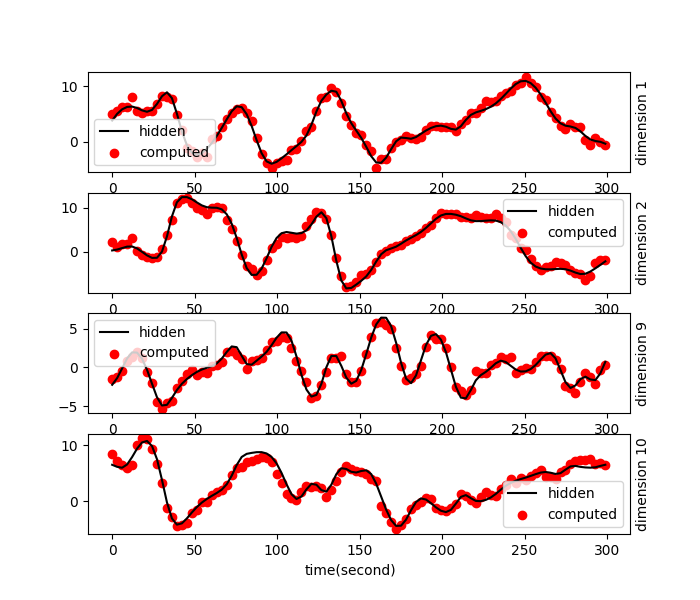 10
0
hidden
computed
dimension 1
0 50 100 150 200 250 300
10
0
hidden
computed
dimension 2
0 50 100 150 200 250 300
5
0
−5
hidden
computed
dimension 9
0 50 100 150 200 250 300
10
0
hidden
computed
dimension 10
0 50 100 150 200 250 300
time(second)